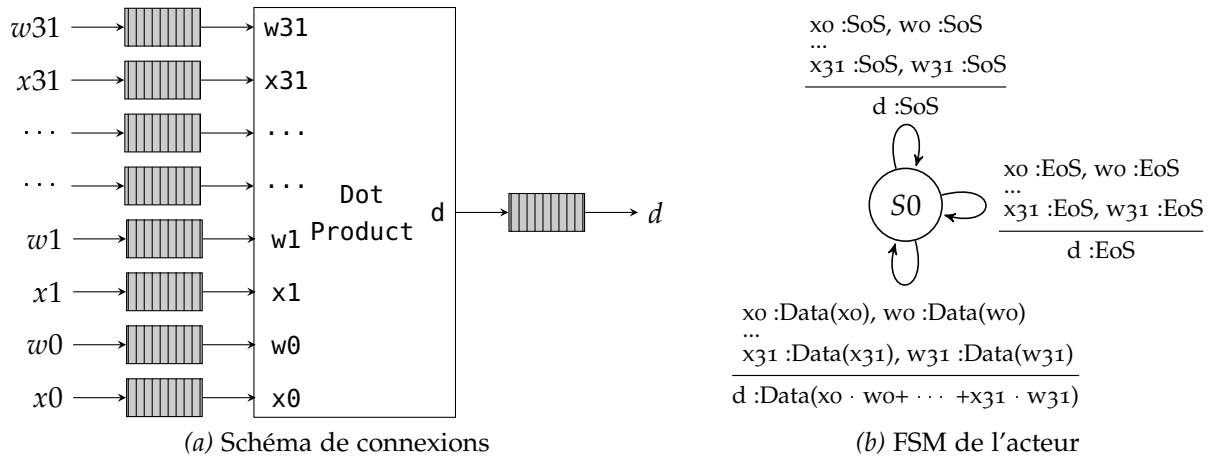 w31 w31
x31 x31
··· ···
··· ···
w1 w1
x1 x1
w0 w0
x0 x0
Dot
Product
d d
(a) Schéma de connexions
x0 :SoS, w0 :SoS
...
x31 :SoS, w31 :SoS
d :SoS
S0
x0 :EoS, w0 :EoS
...
x31 :EoS, w31 :EoS
d :EoS
x0 :Data(x0), w0 :Data(w0)
...
x31 :Data(x31), w31 :Data(w31)
d :Data(x0 · w0+ ··· +x31 · w31)
(b) FSM de l'acteur